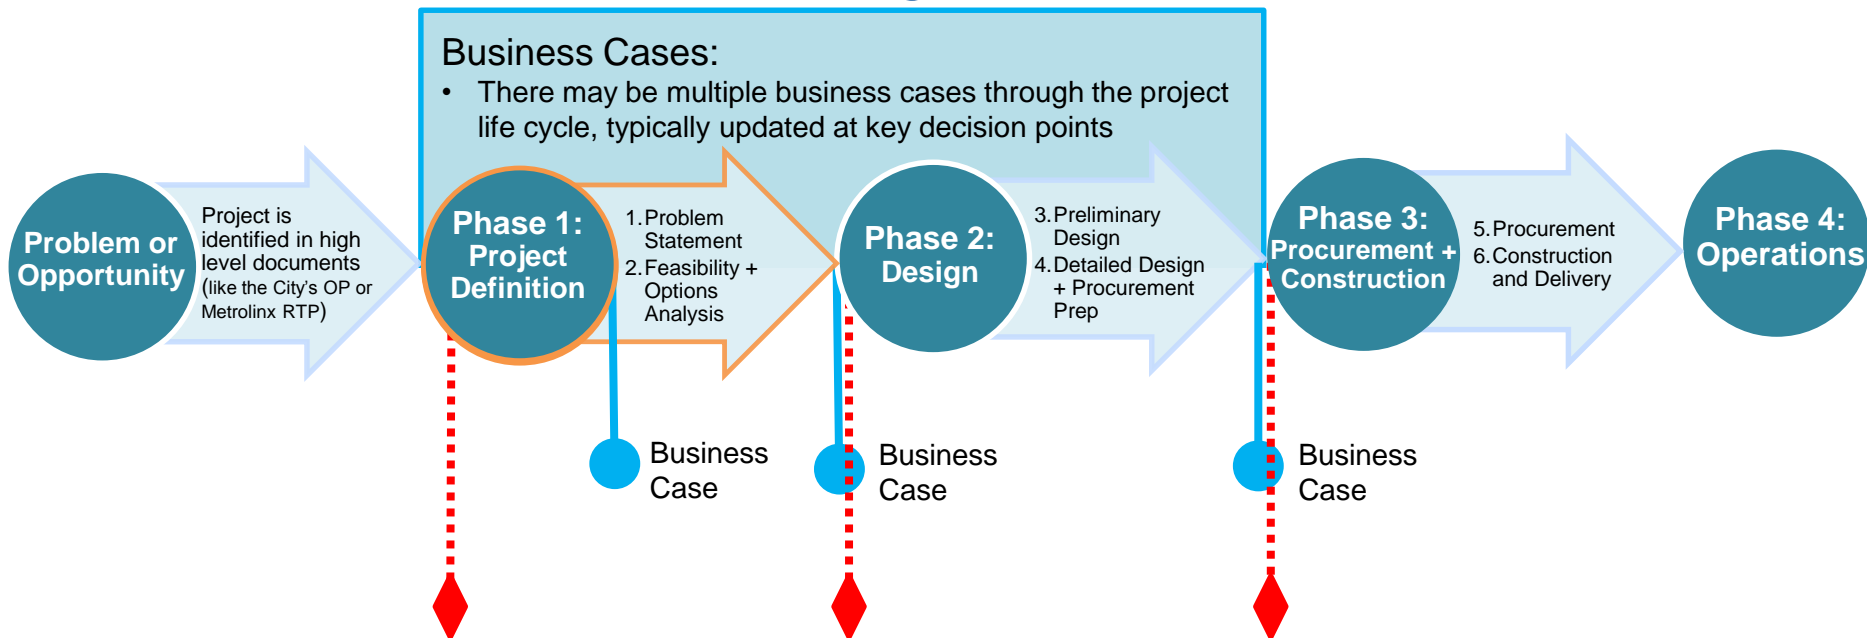 Business Cases:
• There may be multiple business cases through the project
life cycle, typically updated at key decision points
Problem or
Opportunity
Project is
identified in high
level documents
(like the City's OP or
Metrolinx RTP)
Phase 1:
Project
Definition
1. Problem
Statement
2. Feasibility +
Options
Analysis
Phase 2:
Design
3. Preliminary
Design
4. Detailed Design
+ Procurement
Prep
Phase 3:
Procurement +
Construction
5. Procurement
6. Construction
and Delivery
Phase 4:
Operations
Business
Case
Business
Case
Business
Case